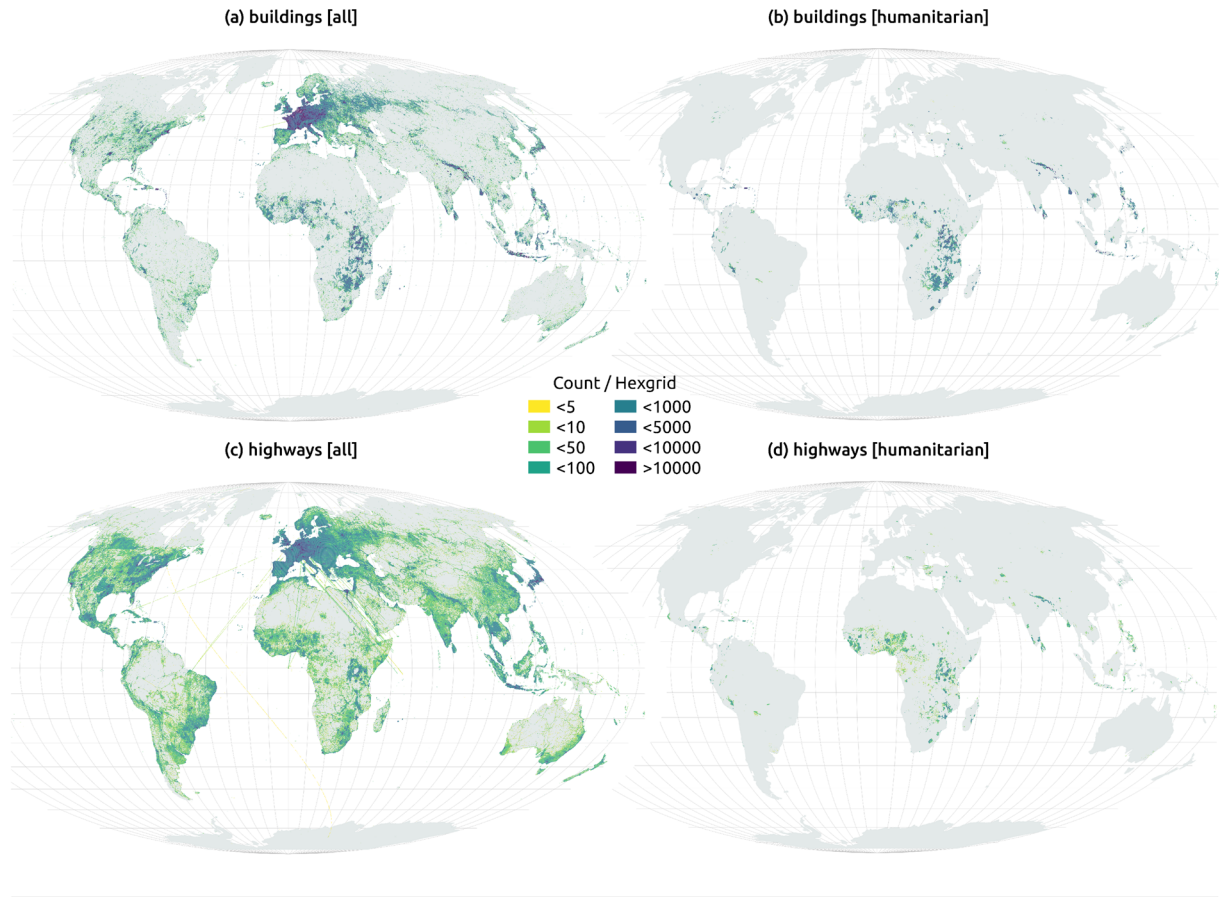 (a) buildings [all]
(b) buildings [humanitarian]
Count / Hexgrid
<5
<10
<50
<100
<1000
<5000
<10000
>10000
(c) highways [all]
(d) highways [humanitarian]